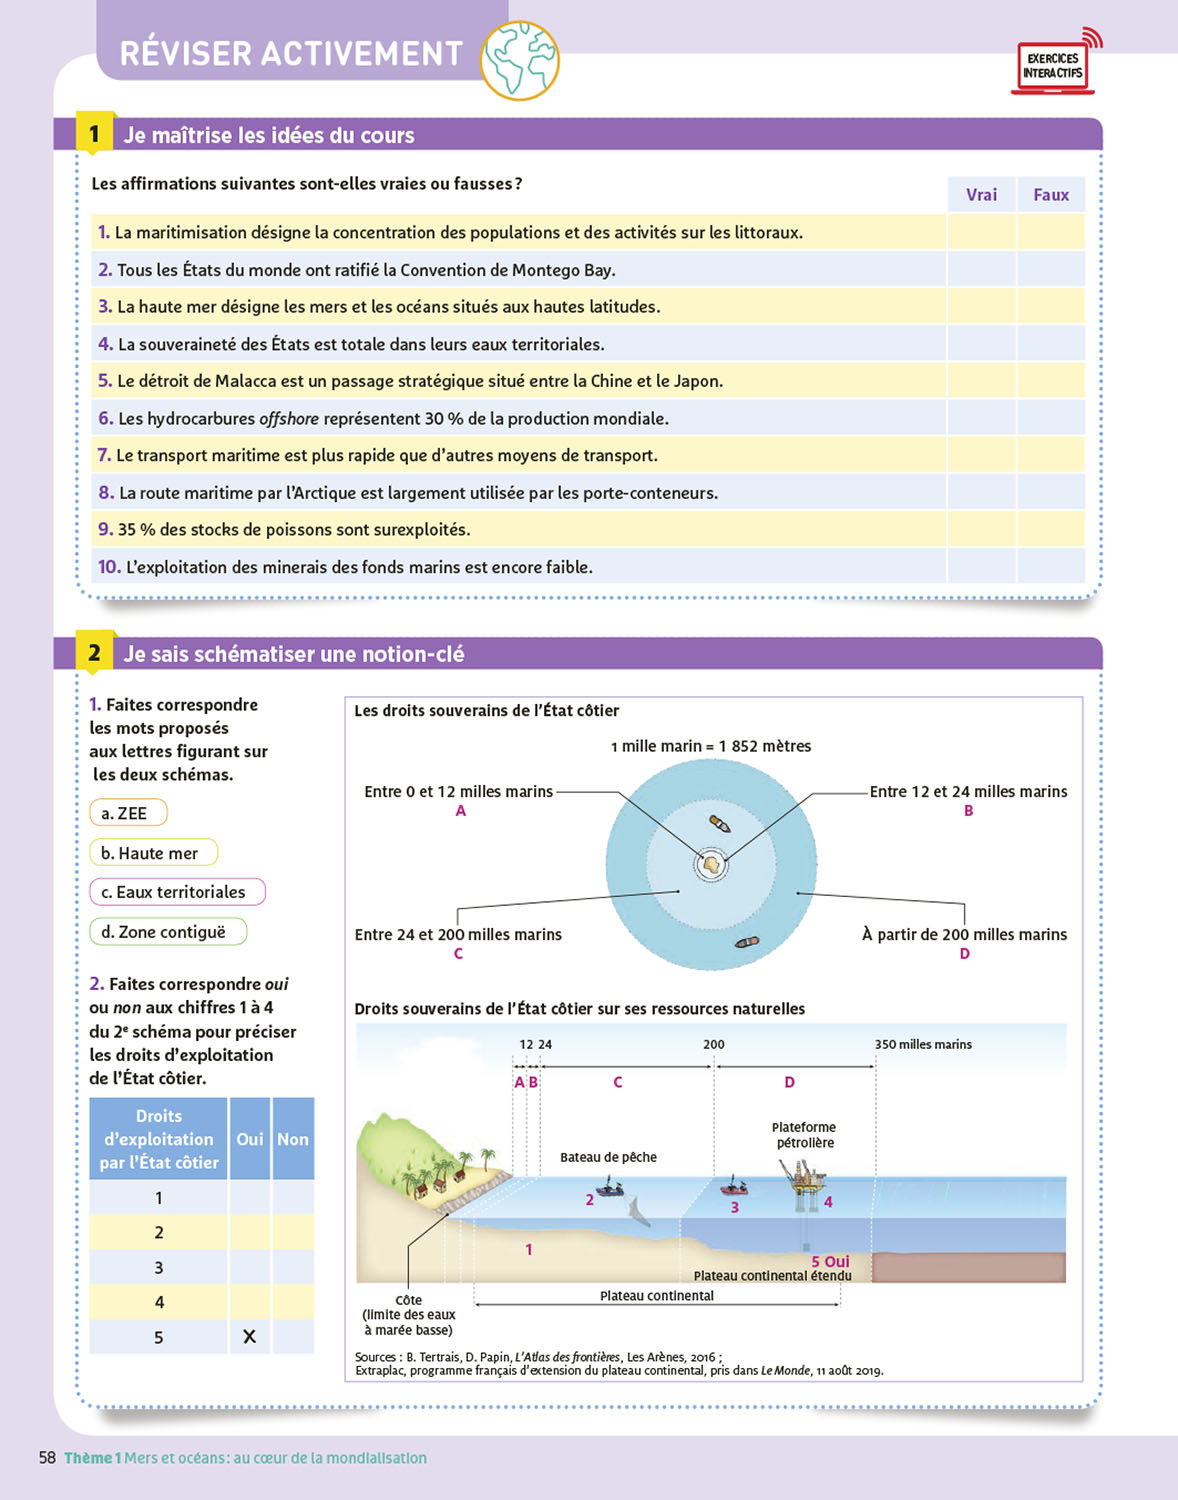 RÉVISER ACTIVEMENT
EXERCICES
INTERACTIFS
1 Je maîtrise les idées du cours
Les affirmations suivantes sont-elles vraies ou fausses ?
Vrai Faux
1. La maritimisation désigne la concentration des populations et des activités sur les littoraux.
2. Tous les États du monde ont ratifié la Convention de Montego Bay.
3. La haute mer désigne les mers et les océans situés aux hautes latitudes.
4. La souveraineté des États est totale dans leurs eaux territoriales.
5. Le détroit de Malacca est un passage stratégique situé entre la Chine et le Japon.
6. Les hydrocarbures offshore représentent 30 % de la production mondiale.
7. Le transport maritime est plus rapide que d'autres moyens de transport.
8. La route maritime par l'Arctique est largement utilisée par les porte-conteneurs.
9. 35 % des stocks de poissons sont surexploités.
10. L'exploitation des minerais des fonds marins est encore faible.
2 Je sais schématiser une notion-clé
1. Faites correspondre
les mots proposés
aux lettres figurant sur
les deux schémas.
a. ZEE
b. Haute mer
c. Eaux territoriales
d. Zone contiguë
2. Faites correspondre oui
ou non aux chiffres 1 à 4
du 2e schéma pour préciser
les droits d'exploitation
de l'État côtier.
Droits
d'exploitation
par l'État côtier
Oui Non
1
2
3
4
5 X
Les droits souverains de l'État côtier
1 mille marin = 1 852 mètres
Entre 0 et 12 milles marins
A
Entre 12 et 24 milles marins
B
Entre 24 et 200 milles marins
C
À partir de 200 milles marins
D
Droits souverains de l'État côtier sur ses ressources naturelles
12 24 200 350 milles marins
A B C D
Plateforme
pétrolière
Bateau de pêche
2
3
4
1
5 Oui
Plateau continental étendu
Plateau continental
Côte
(limite des eaux
à marée basse)
Sources : B. Tertrais, D. Papin, L'Atlas des frontières, Les Arènes, 2016 ;
Extraplac, programme français d'extension du plateau continental, pris dans Le Monde, 11 août 2019.
58 Thème 1 Mers et océans : au cœur de la mondialisation